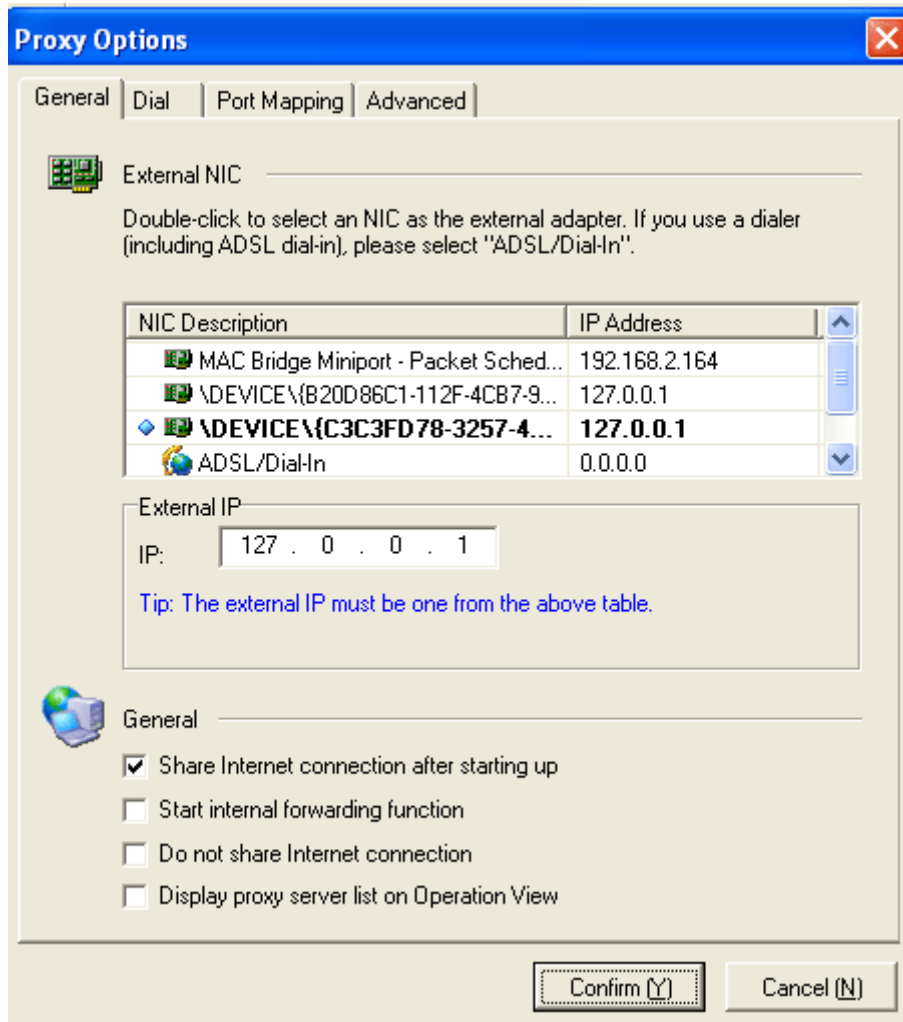 Proxy Options
General Dial Port Mapping Advanced
External NIC
Double-click to select an NIC as the external adapter. If you use a dialer
(including ADSL dial-in), please select "ADSL/Dial-In".
NIC Description IP Address
MAC Bridge Miniport - Packet Sched... 192.168.2.164
\DEVICE\{B20D86C1-112F-4CB7-9... 127.0.0.1
\DEVICE\{C3C3FD78-3257-4... 127.0.0.1
ADSL/Dial-In 0.0.0.0
External IP
IP: 127 . 0 . 0 . 1
Tip: The external IP must be one from the above table.
General
Share Internet connection after starting up
Start internal forwarding function
Do not share Internet connection
Display proxy server list on Operation View
Confirm (Y) Cancel (N)